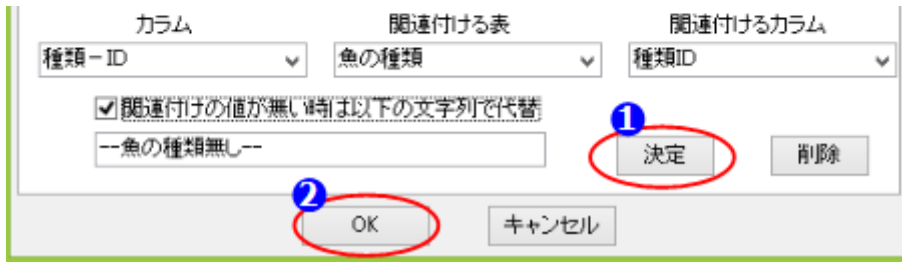 カラム 関連付ける表 関連付けるカラム
種類－ID 魚の種類 種類ID
関連付けの値が無い時は以下の文字列で代替
--魚の種類無し--
1
決定 削除
2
OK キャンセル